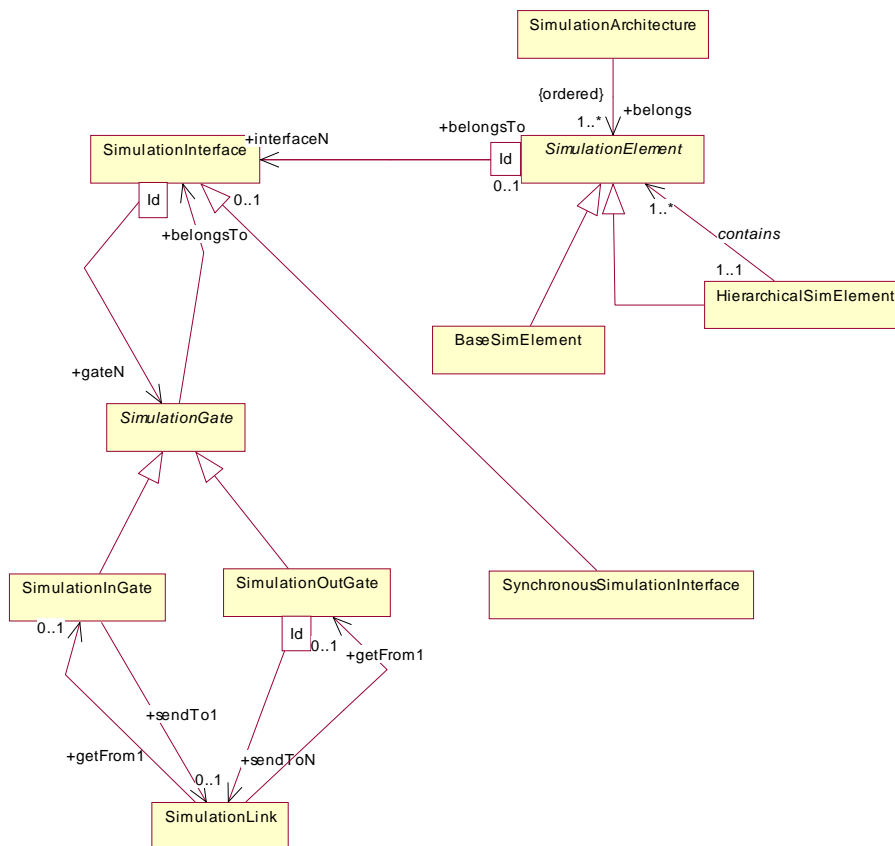 SimulationArchitecture
{ordered}
+belongs
1..*
+belongsTo
+interfaceN
SimulationInterface
SimulationElement
Id
0..1
Id
0..1
+belongsTo
1..*
contains
1..1
HierarchicalSimElement
BaseSimElement
+gateN
SimulationGate
SimulationInGate
SimulationOutGate
SynchronousSimulationInterface
0..1
Id
0..1
+getFrom1
+sendTo1
+getFrom1
+sendToN
0..1
SimulationLink